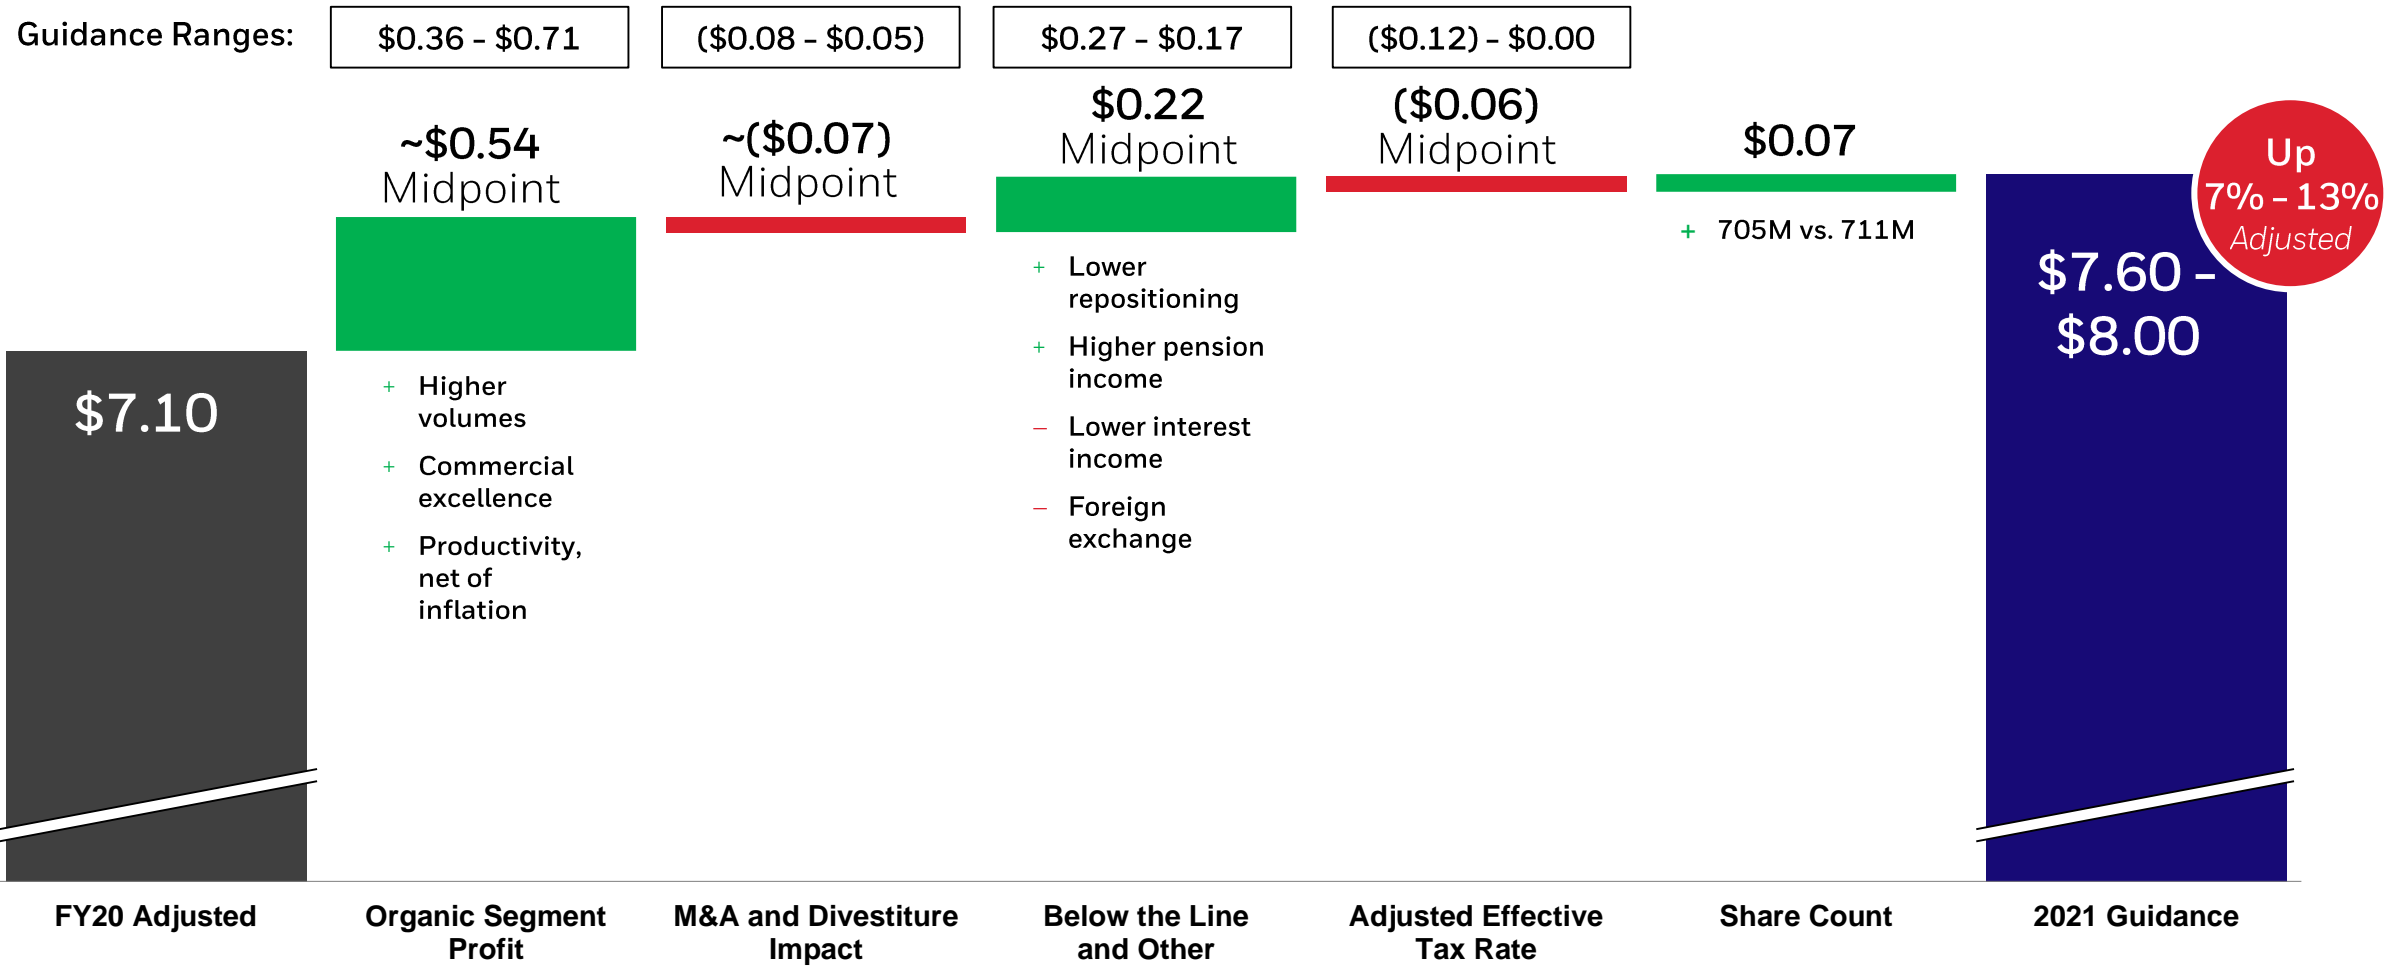 Guidance Ranges:
$0.36 – $0.71
($0.08 – $0.05)
$0.27 – $0.17
($0.12) – $0.00
~$0.54
Midpoint
~($0.07)
Midpoint
$0.22
Midpoint
($0.06)
Midpoint
$0.07
Up
7% – 13%
Adjusted
$7.10
+ Higher
volumes
+ Commercial
excellence
+ Productivity,
net of
inflation
+ Lower
repositioning
+ Higher pension
income
– Lower interest
income
– Foreign
exchange
+ 705M vs. 711M
$7.60 –
$8.00
FY20 Adjusted
Organic Segment
Profit
M&A and Divestiture
Impact
Below the Line
and Other
Adjusted Effective
Tax Rate
Share Count
2021 Guidance